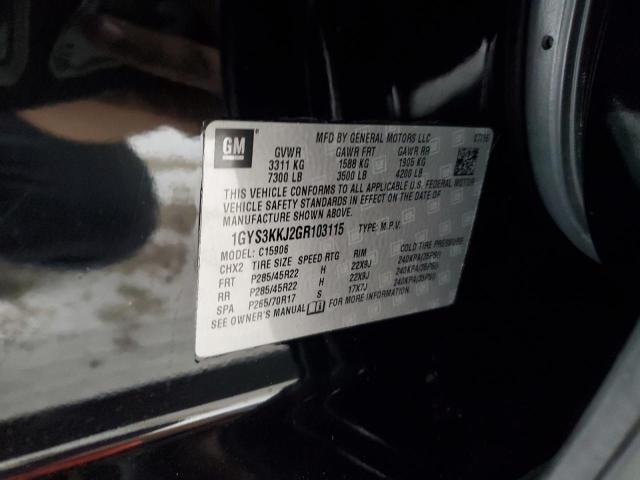 GM
MFD BY GENERAL MOTORS LLC
GVWR GAWR FRT GAWR RR
3311 KG 1588 KG 1905 KG
7300 LB 3500 LB 4200 LB
THIS VEHICLE CONFORMS TO ALL APPLICABLE U.S. FEDERAL MOTOR
VEHICLE SAFETY STANDARDS IN EFFECT ON THE DATE OF
MANUFACTURE SHOWN ABOVE.
1GYS3KKJ2GR103115 TYPE: M.P.V.
MODEL: C15906
CHX2 TIRE SIZE SPEED RTG RIM COLD TIRE PRESSURE
FRT P285/45R22 H 22X9J 240KPA(35PSI)
RR P285/45R22 H 22X9J 240KPA(35PSI)
SPA P265/70R17 S 17X7J 240KPA(35PSI)
SEE OWNER'S MANUAL FOR MORE INFORMATION.